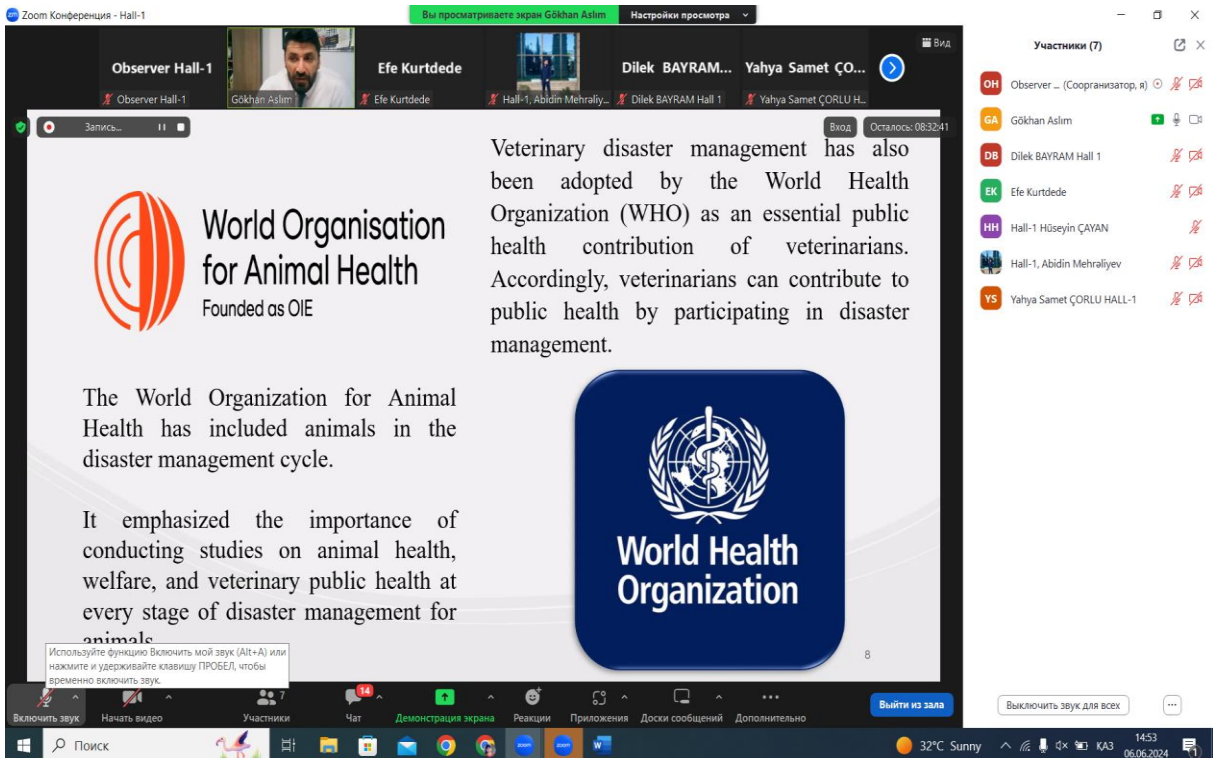 Zoom Конференция - Hall-1
Вы просматриваете экран Gökhan Aslım
Настройки просмотра
Вид
Observer Hall-1
Efe Kurtdede
Dilek BAYRAM...
Yahya Samet ÇO...
Observer Hall-1
Gökhan Aslım
Efe Kurtdede
Hall-1, Abidin Mehrəliy...
Dilek BAYRAM Hall 1
Yahya Samet ÇORLU H...
Запись...
Вход
Осталось: 08:32:41
World Organisation
for Animal Health
Founded as OIE
The World Organization for Animal
Health has included animals in the
disaster management cycle.
It emphasized the importance of
conducting studies on animal health,
welfare, and veterinary public health at
every stage of disaster management for
animals.
Veterinary disaster management has also
been adopted by the World Health
Organization (WHO) as an essential public
health contribution of veterinarians.
Accordingly, veterinarians can contribute to
public health by participating in disaster
management.
World Health
Organization
8
Используйте функцию Включить мой звук (Alt+A) или
нажмите и удерживайте клавишу ПРОБЕЛ, чтобы
временно включить звук.
Включить звук
Начать видео
7
Участники
14
Чат
Демонстрация экрана
Реакции
Приложения
Доски сообщений
Дополнительно
Выйти из зала
Участники (7)
OH Observer ... (Соорганизатор, я)
GA Gökhan Aslım
DB Dilek BAYRAM Hall 1
EK Efe Kurtdede
HH Hall-1 Hüseyin ÇAYAN
Hall-1, Abidin Mehrəliyev
YS Yahya Samet ÇORLU HALL-1
Выключить звук для всех
Поиск
32°C Sunny
ҚАЗ
14:53
06.06.2024